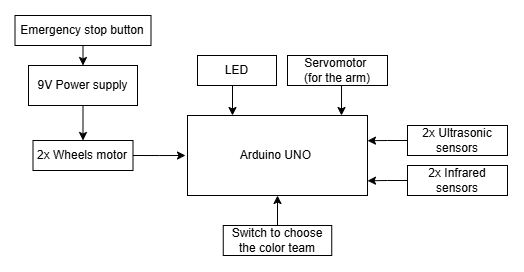 Emergency stop button
9V Power supply
LED
Servomotor
(for the arm)
2x Wheels motor
Arduino UNO
2x Ultrasonic
sensors
2x Infrared
sensors
Switch to choose
the color team